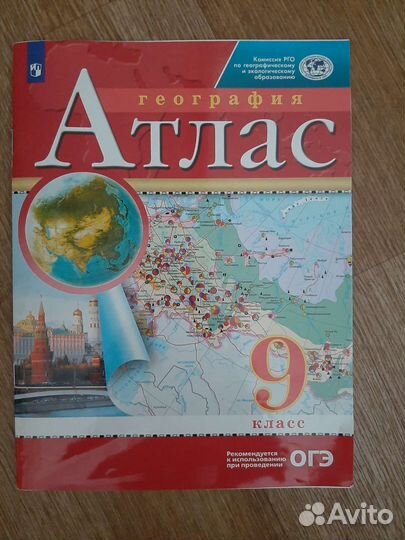 Комиссия РГО
по географическому
и экологическому
образованию
география
Атлас
9
класс
Рекомендуется
к использованию
при проведении
ОГЭ
Avito